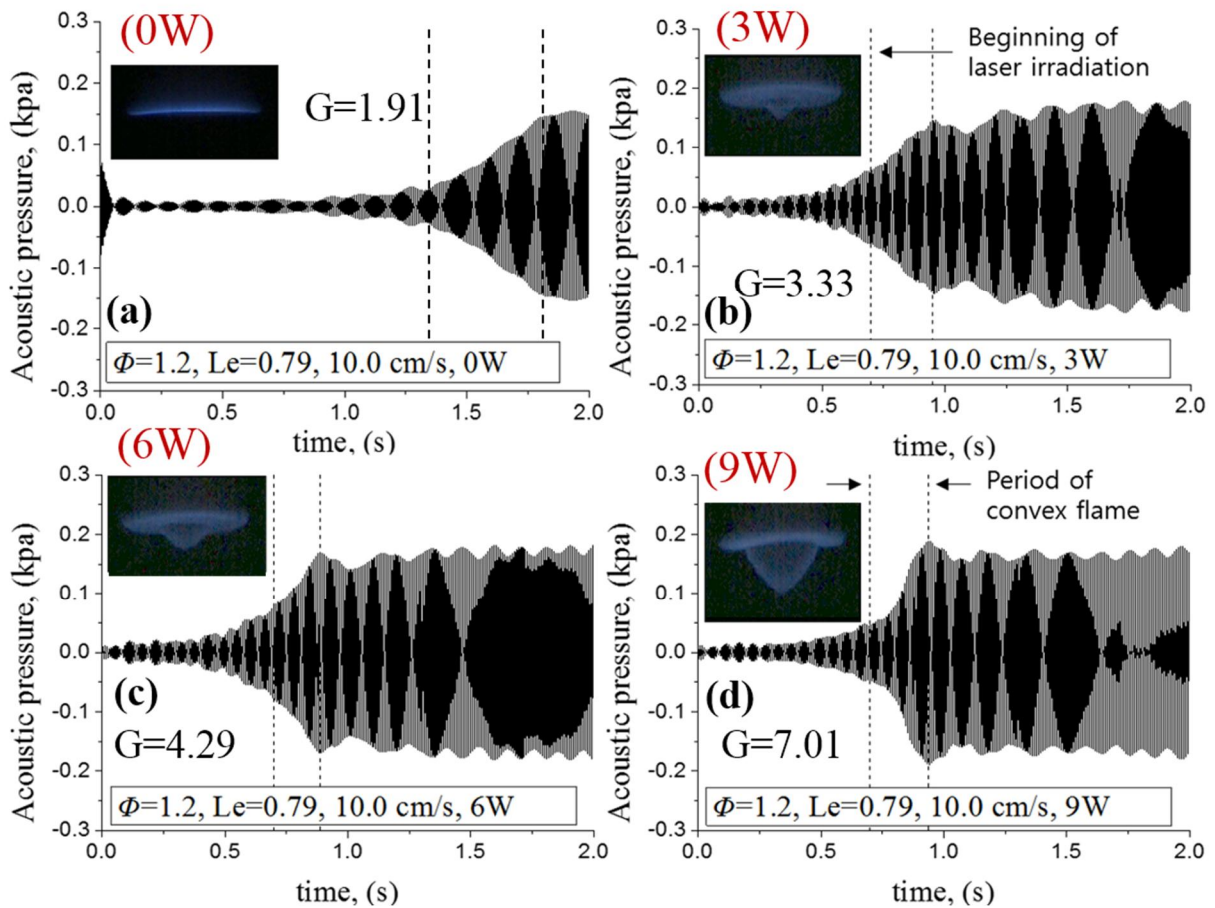 (0W)
G=1.91
Acoustic pressure, (kpa)
0.3
0.2
0.1
0.0
-0.1
-0.2
-0.3
(a)
Φ=1.2, Le=0.79, 10.0 cm/s, 0W
0.0 0.5 1.0 1.5 2.0
time, (s)
(3W)
Beginning of
laser irradiation
Acoustic pressure, (kpa)
0.3
0.2
0.1
0.0
-0.1
-0.2
-0.3
G=3.33
(b)
Φ=1.2, Le=0.79, 10.0 cm/s, 3W
0.0 0.5 1.0 1.5 2.0
time, (s)
(6W)
Acoustic pressure, (kpa)
0.3
0.2
0.1
0.0
-0.1
-0.2
-0.3
(c)
G=4.29
Φ=1.2, Le=0.79, 10.0 cm/s, 6W
0.0 0.5 1.0 1.5 2.0
time, (s)
(9W)
Period of
convex flame
Acoustic pressure, (kpa)
0.3
0.2
0.1
0.0
-0.1
-0.2
-0.3
(d)
G=7.01
Φ=1.2, Le=0.79, 10.0 cm/s, 9W
0.0 0.5 1.0 1.5 2.0
time, (s)